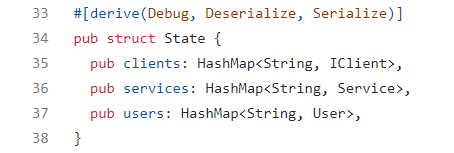 33 #[derive(Debug, Deserialize, Serialize)]
34 pub struct State {
35   pub clients: HashMap<String, IClient>,
36   pub services: HashMap<String, Service>,
37   pub users: HashMap<String, User>,
38 }